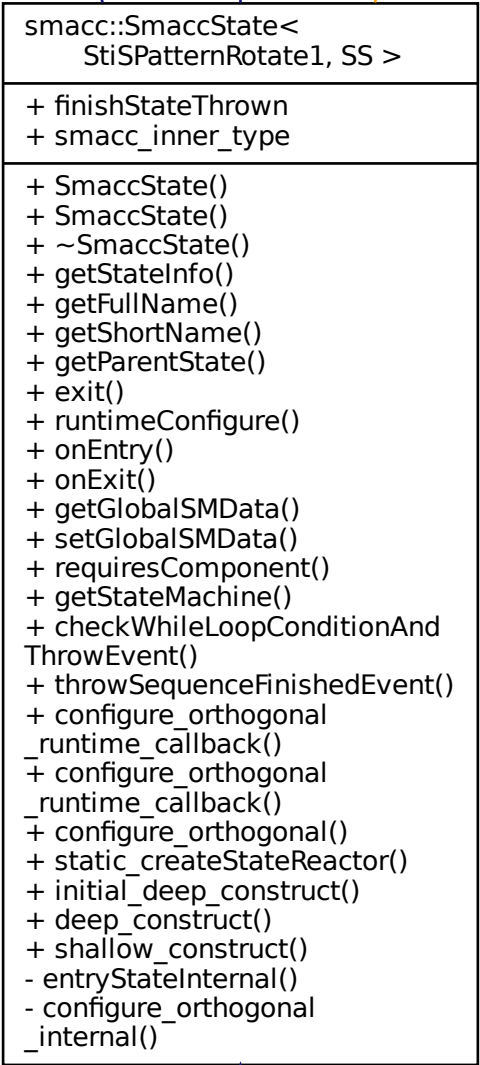 smacc::SmaccState<
StiSPatternRotate1, SS >
+ finishStateThrown
+ smacc_inner_type
+ SmaccState()
+ SmaccState()
+ ~SmaccState()
+ getStateInfo()
+ getFullName()
+ getShortName()
+ getParentState()
+ exit()
+ runtimeConfigure()
+ onEntry()
+ onExit()
+ getGlobalSMData()
+ setGlobalSMData()
+ requiresComponent()
+ getStateMachine()
+ checkWhileLoopConditionAnd
ThrowEvent()
+ throwSequenceFinishedEvent()
+ configure_orthogonal
_runtime_callback()
+ configure_orthogonal
_runtime_callback()
+ configure_orthogonal()
+ static_createStateReactor()
+ initial_deep_construct()
+ deep_construct()
+ shallow_construct()
- entryStateInternal()
- configure_orthogonal
_internal()